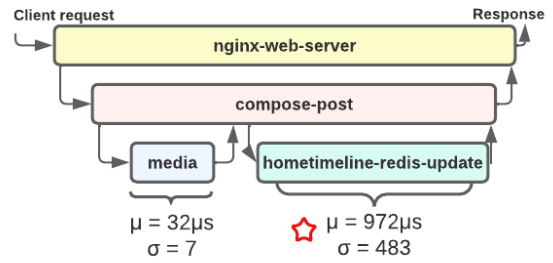 Client request
Response
nginx-web-server
compose-post
media
hometimeline-redis-update
μ = 32μs
σ = 7
μ = 972μs
σ = 483